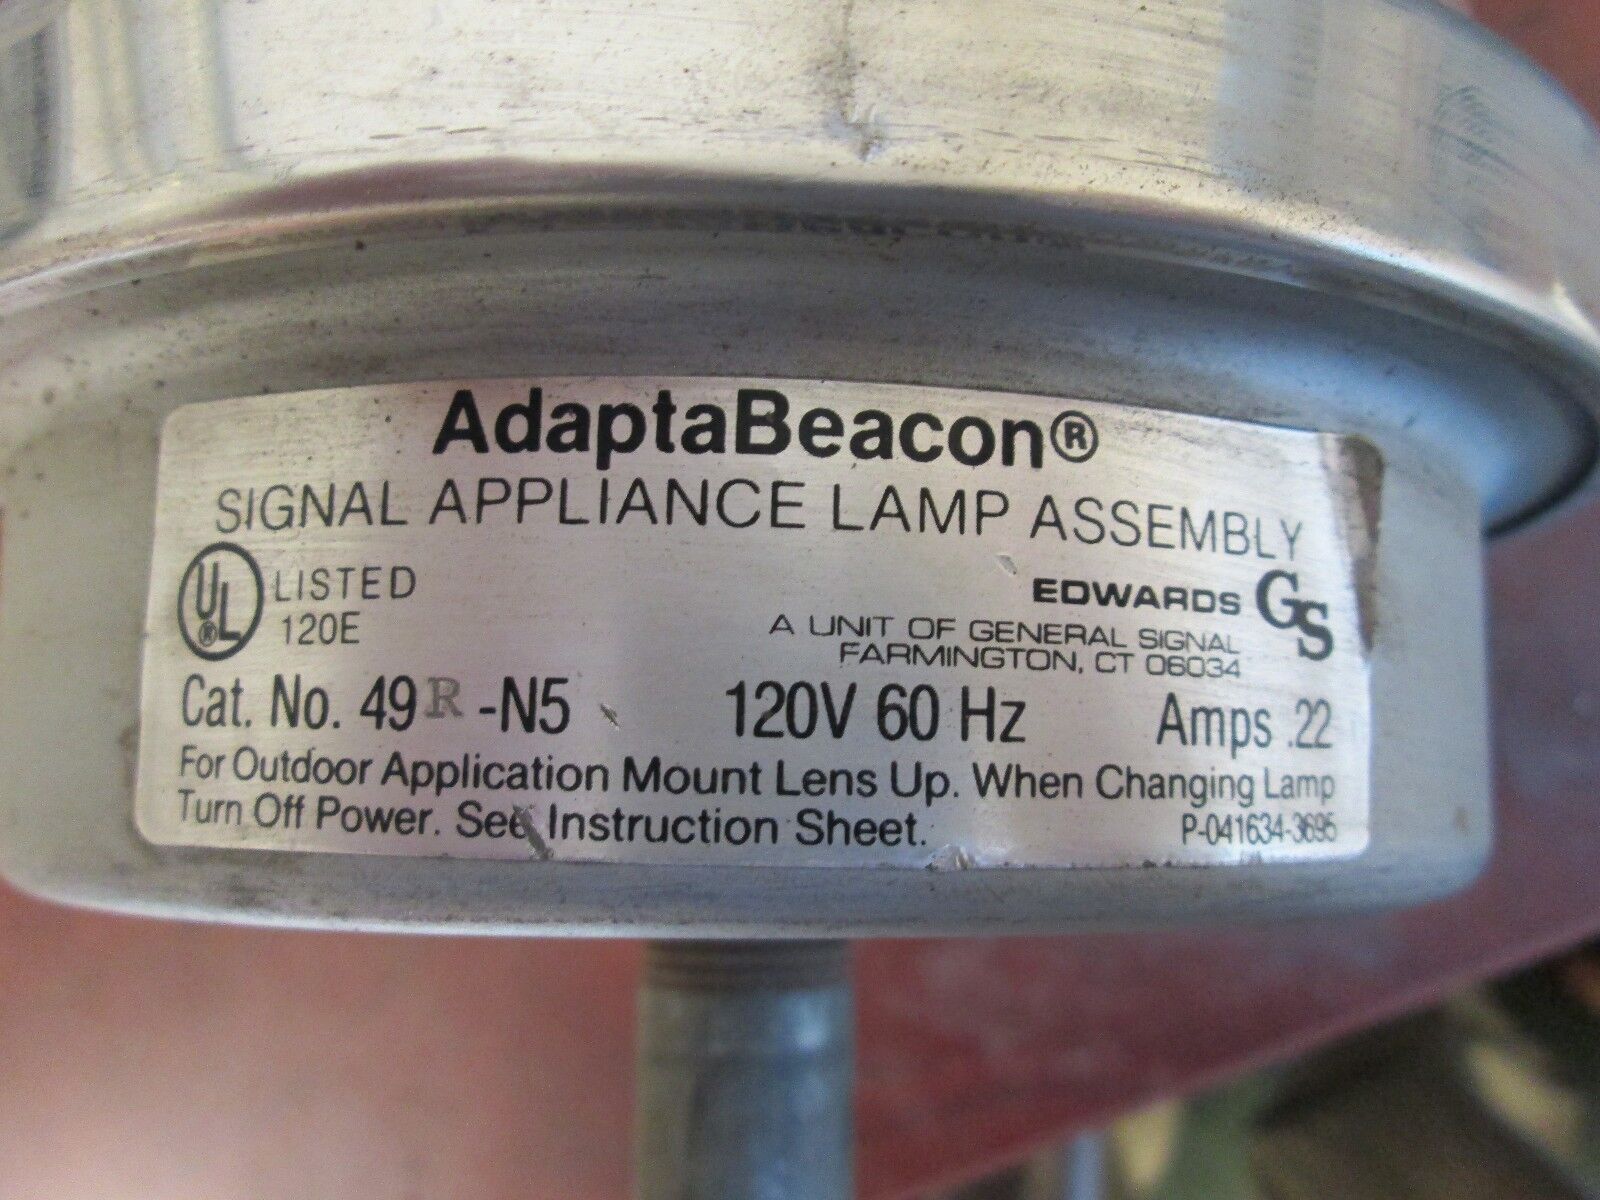 AdaptaBeacon®
SIGNAL APPLIANCE LAMP ASSEMBLY
UL® LISTED
120E
EDWARDS GS
A UNIT OF GENERAL SIGNAL
FARMINGTON, CT 06034
Cat. No. 49R-N5 120V 60 Hz Amps .22
For Outdoor Application Mount Lens Up. When Changing Lamp
Turn Off Power. See Instruction Sheet. P-041634-3695